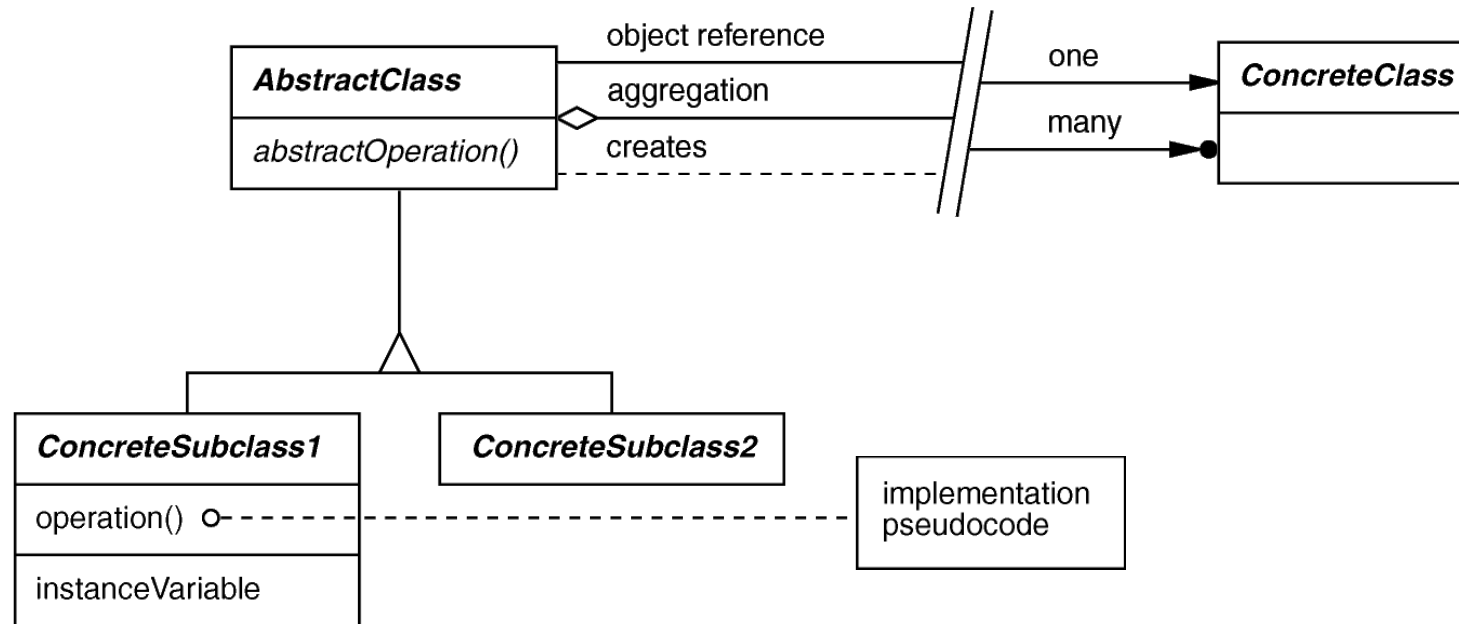 object reference
one
AbstractClass
ConcreteClass
aggregation
many
abstractOperation()
creates
ConcreteSubclass1
ConcreteSubclass2
operation()
implementation
pseudocode
instanceVariable